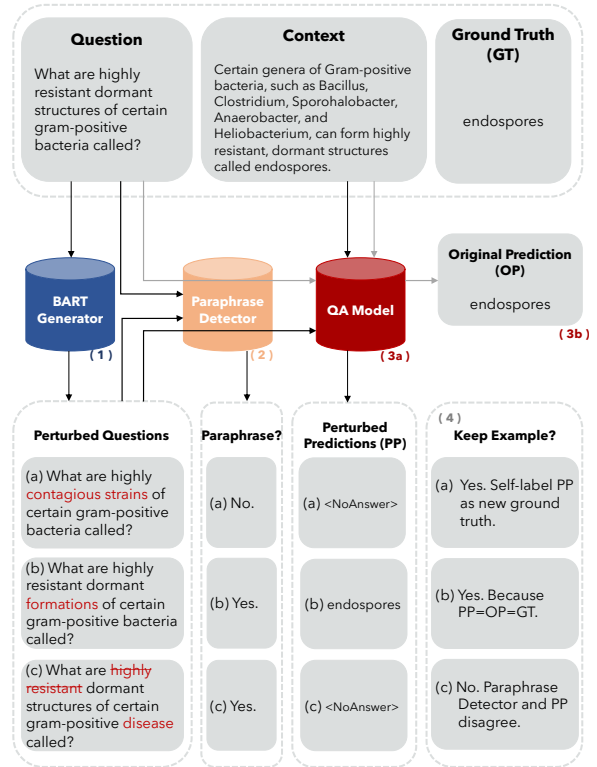 Question
What are highly
resistant dormant
structures of certain
gram-positive
bacteria called?
Context
Certain genera of Gram-positive
bacteria, such as Bacillus,
Clostridium, Sporohalobacter,
Anaerobacter, and
Heliobacterium, can form highly
resistant, dormant structures
called endospores.
Ground Truth
(GT)
endospores
BART
Generator
( 1 )
Paraphrase
Detector
( 2 )
QA Model
( 3a )
Original Prediction
(OP)
endospores
( 3b )
Perturbed Questions
(a) What are highly
contagious strains of
certain gram-positive
bacteria called?
(b) What are highly
resistant dormant
formations of certain
gram-positive bacteria
called?
(c) What are highly
resistant dormant
structures of certain
gram-positive disease
called?
Paraphrase?
(a) No.
(b) Yes.
(c) Yes.
Perturbed
Predictions (PP)
(a) <NoAnswer>
(b) endospores
(c) <NoAnswer>
( 4 )
Keep Example?
(a) Yes. Self-label PP
as new ground
truth.
(b) Yes. Because
PP=OP=GT.
(c) No. Paraphrase
Detector and PP
disagree.